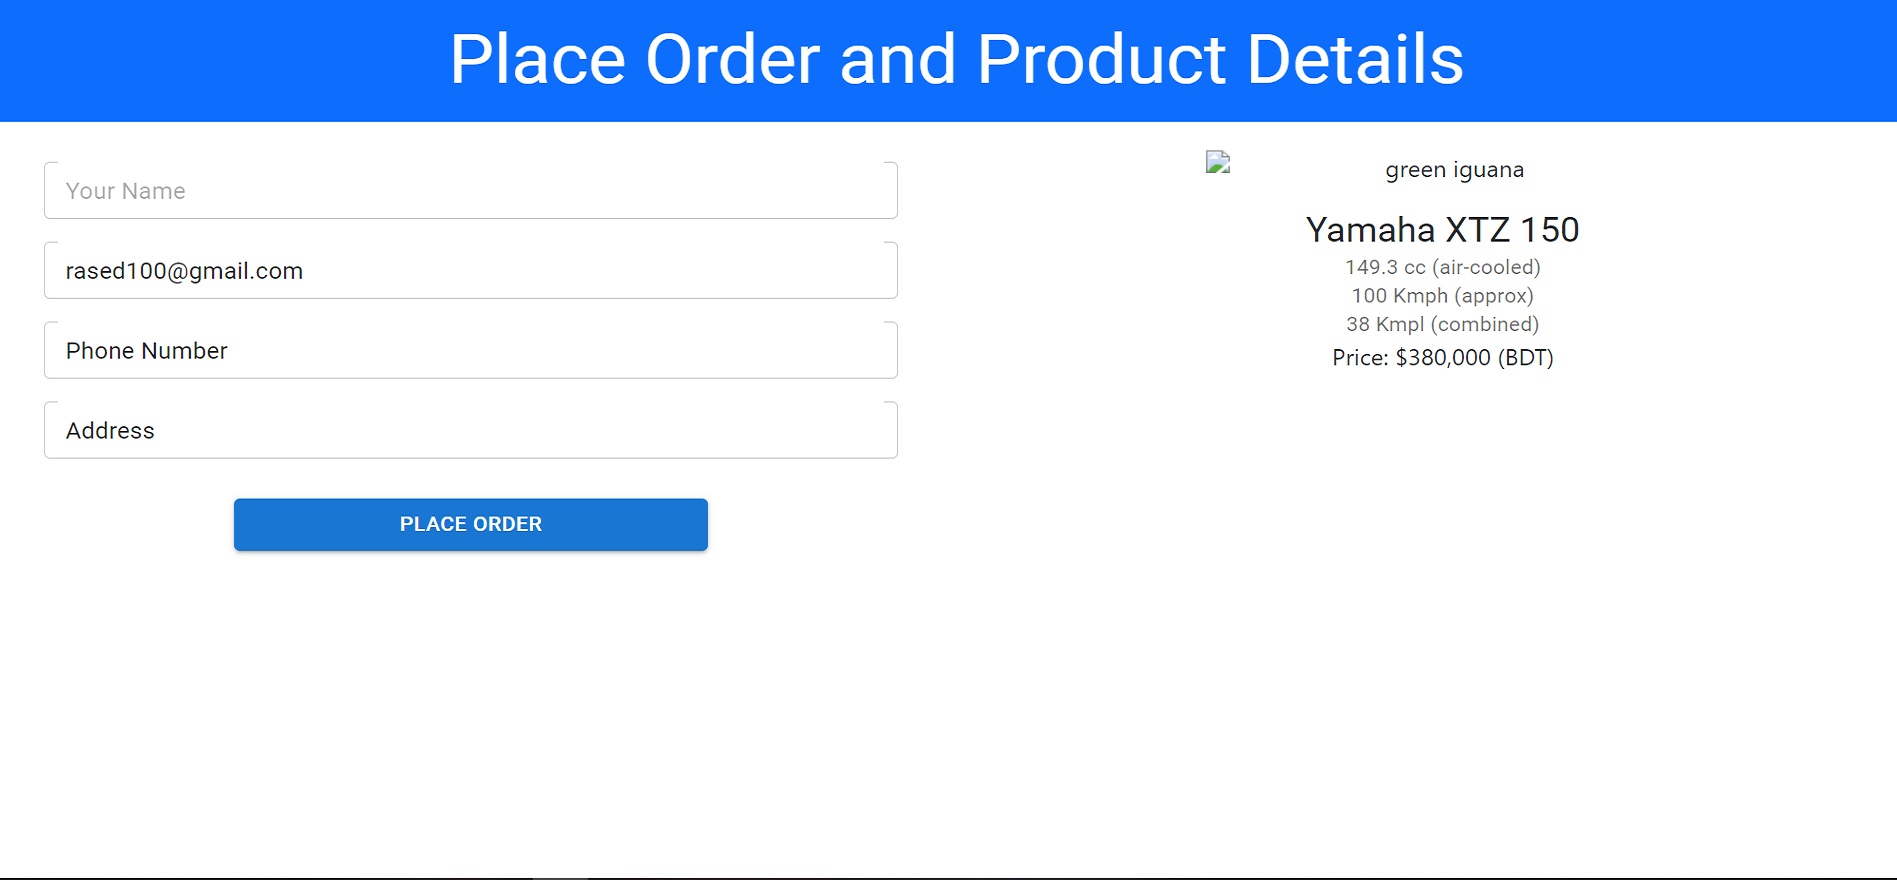 Place Order and Product Details
Your Name
rased100@gmail.com
Phone Number
Address
PLACE ORDER
green iguana
Yamaha XTZ 150
149.3 cc (air-cooled)
100 Kmph (approx)
38 Kmpl (combined)
Price: $380,000 (BDT)